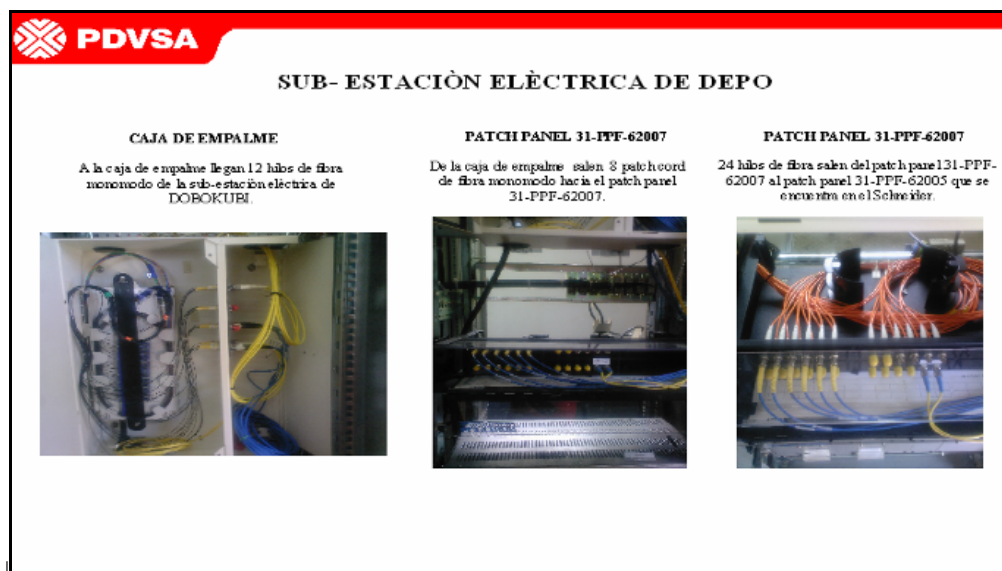 PDVSA
SUB- ESTACIÒN ELÈCTRICA DE DEPO
CAJA DE EMPALME
A la caja de empalme llegan 12 hilos de fibra
monomodo de la sub-estación eléctrica de
DOBOKUBI.
PATCH PANEL 31-PPF-62007
De la caja de empalme salen 8 patch cord
de fibra monomodo hacia el patch panel
31-PPF-62007.
PATCH PANEL 31-PPF-62007
24 hilos de fibra salen del patch panel 31-PPF-
62007 al patch panel 31-PPF-62005 que se
encuentra en el Schneider.